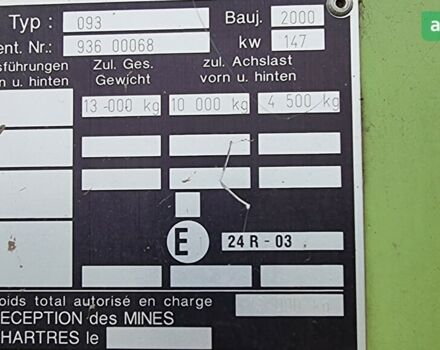 Typ : 093 Bauj. 2000
ent. Nr.: 936 00068 kw 147
sführungen Zul. Ges. zul. Achslast
n u. hinten Gewicht vorn u. hinten
13-000 kg 10 000 kg 4 500 kg
E 24 R - 03
oids total autorisé en charge kg
ECEPTION des MINES
HARTRES le
a